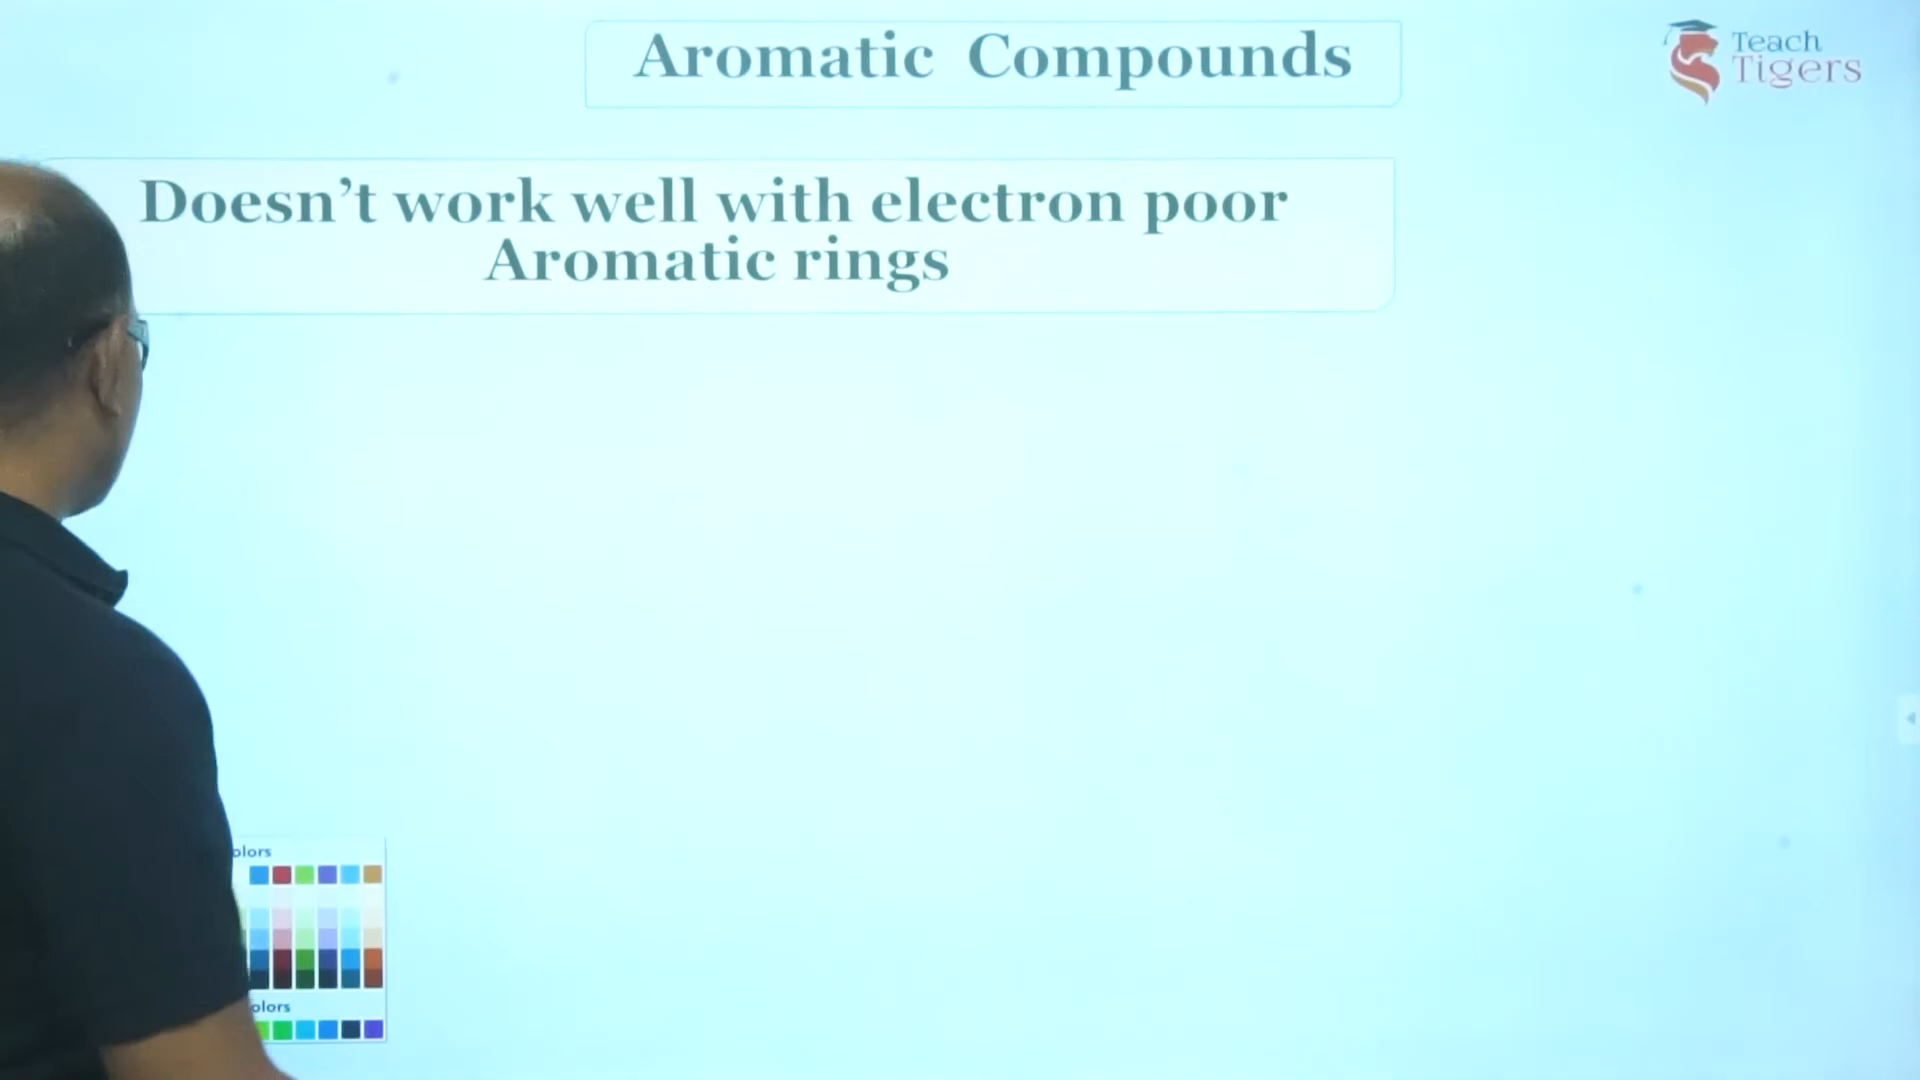 Aromatic Compounds
Teach
Tigers
Doesn't work well with electron poor
Aromatic rings
olors
olors